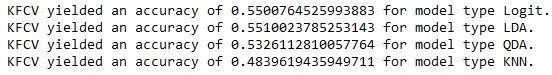 KFCV yielded an accuracy of 0.5500764525993883 for model type Logit.
KFCV yielded an accuracy of 0.5510023785253143 for model type LDA.
KFCV yielded an accuracy of 0.5326112810057764 for model type QDA.
KFCV yielded an accuracy of 0.4839619435949711 for model type KNN.